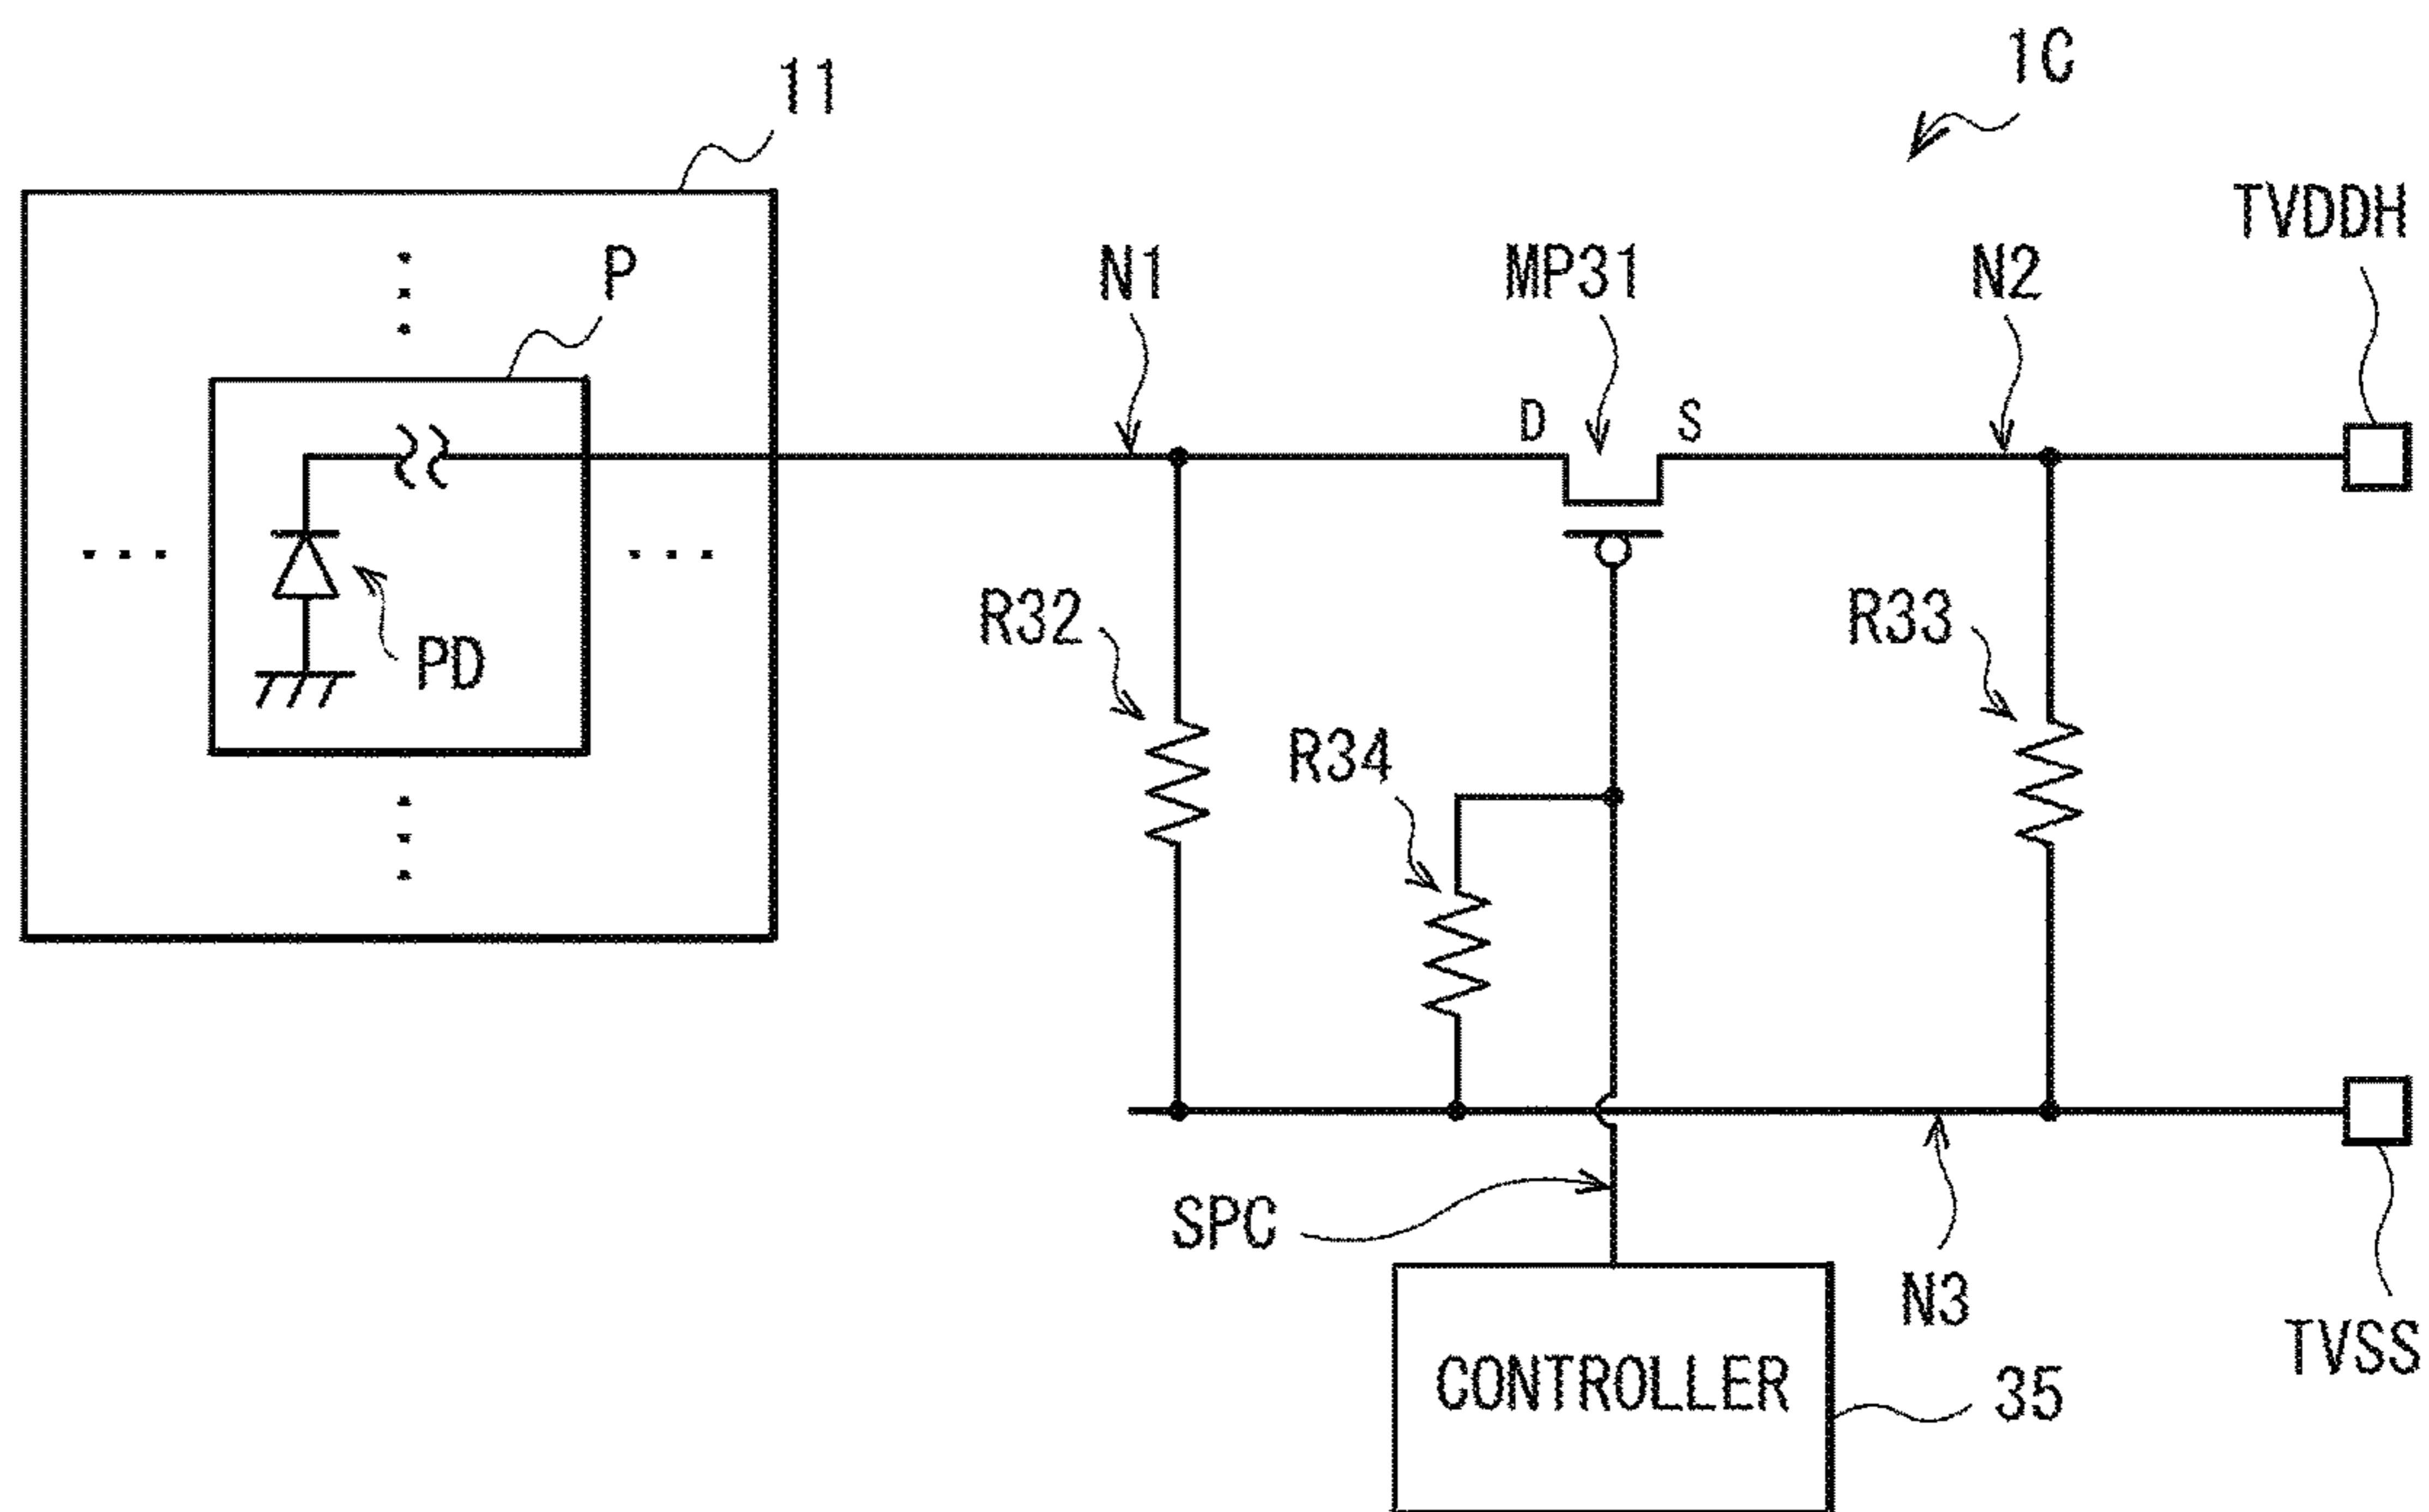 1C
11
TVDDH
P
N1
MP31
N2
D
S
R32
R33
PD
R34
SPC
N3
CONTROLLER
35
TVSS